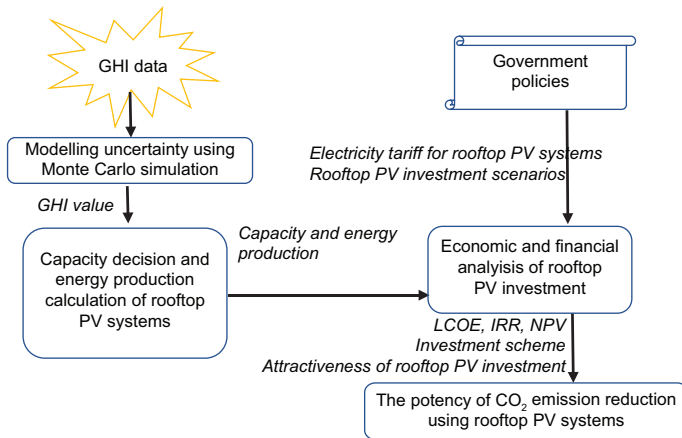 GHI data
Government
policies
Modelling uncertainty using
Monte Carlo simulation
Electricity tariff for rooftop PV systems
Rooftop PV investment scenarios
GHI value
Capacity decision and
energy production
calculation of rooftop
PV systems
Capacity and energy
production
Economic and financial
analyisis of rooftop
PV investment
LCOE, IRR, NPV
Investment scheme
Attractiveness of rooftop PV investment
The potency of CO₂ emission reduction
using rooftop PV systems